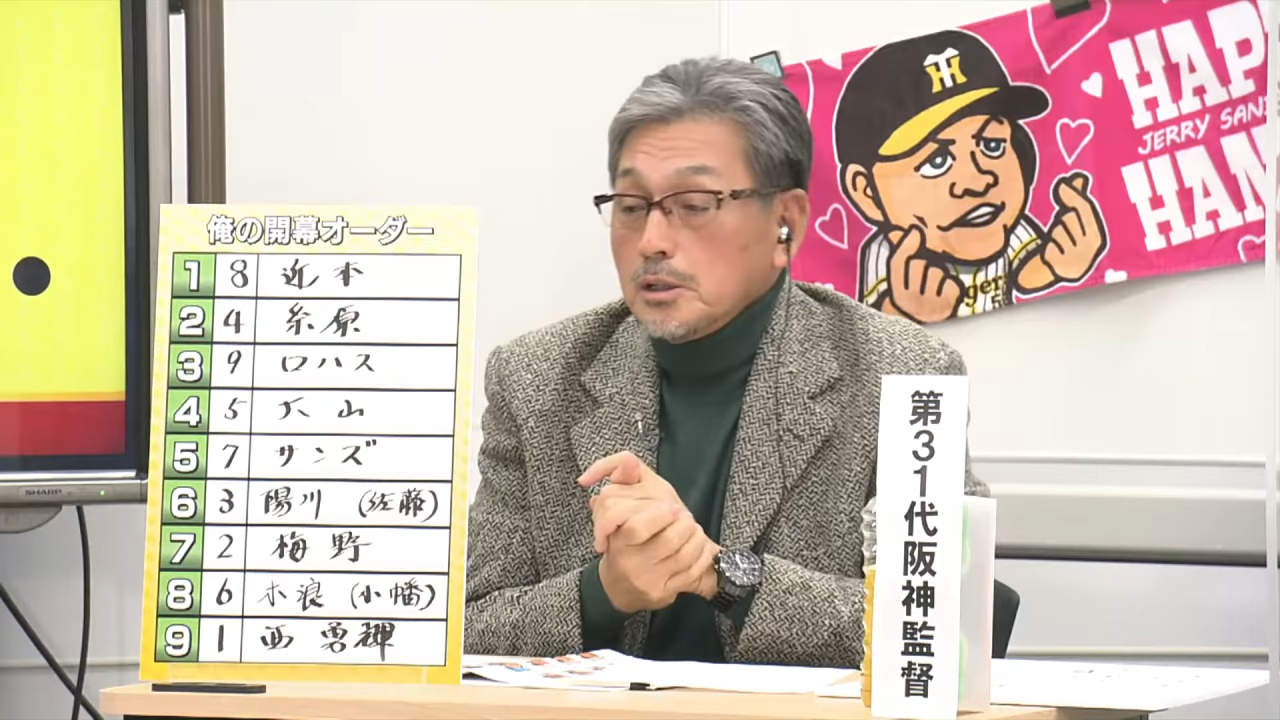 俺の開幕オーダー
1 8 近本
2 4 糸原
3 9 ロハス
4 5 大山
5 7 サンズ
6 3 陽川 (佐藤)
7 2 梅野
8 6 木浪 (小幡)
9 1 西勇輝
SHARP
TH
HAP
JERRY SAN
HAN
gers
5
第31代阪神監督